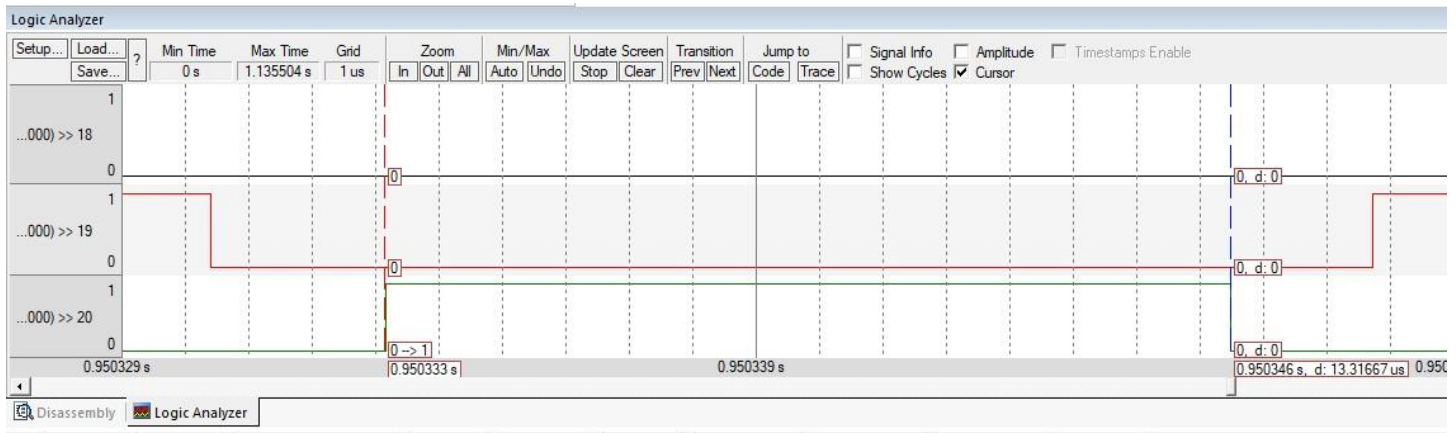 Logic Analyzer
Setup... Load... ? Min Time Max Time Grid Zoom Min/Max Update Screen Transition Jump to Signal Info Amplitude Timestamps Enable
Save... 0 s 1.135504 s 1 us In Out All Auto Undo Stop Clear Prev Next Code Trace Show Cycles Cursor
1
...000) >> 18
0 0 0, d: 0
1
...000) >> 19
0 0 0, d: 0
1
...000) >> 20
0 0 --> 1 0, d: 0
0.950329 s 0.950333 s 0.950339 s 0.950346 s, d: 13.31667 us 0.950
Disassembly Logic Analyzer